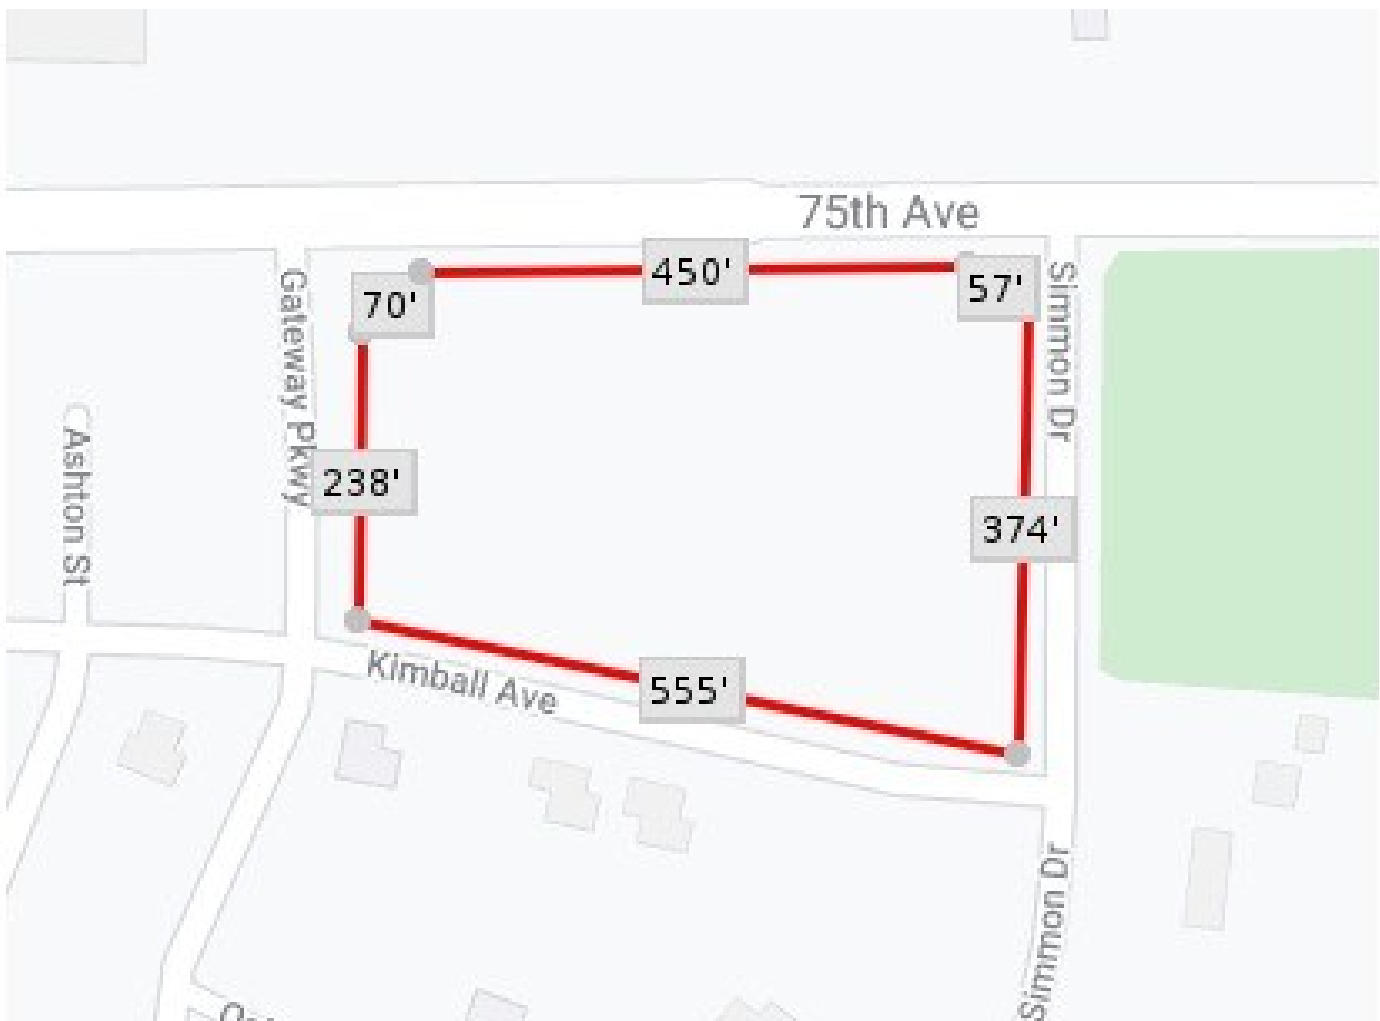 75th Ave
450'
57'
70'
Gateway Pkwy
Simmon Dr
Ashton St
238'
374'
Kimball Ave
555'
Simmon Dr